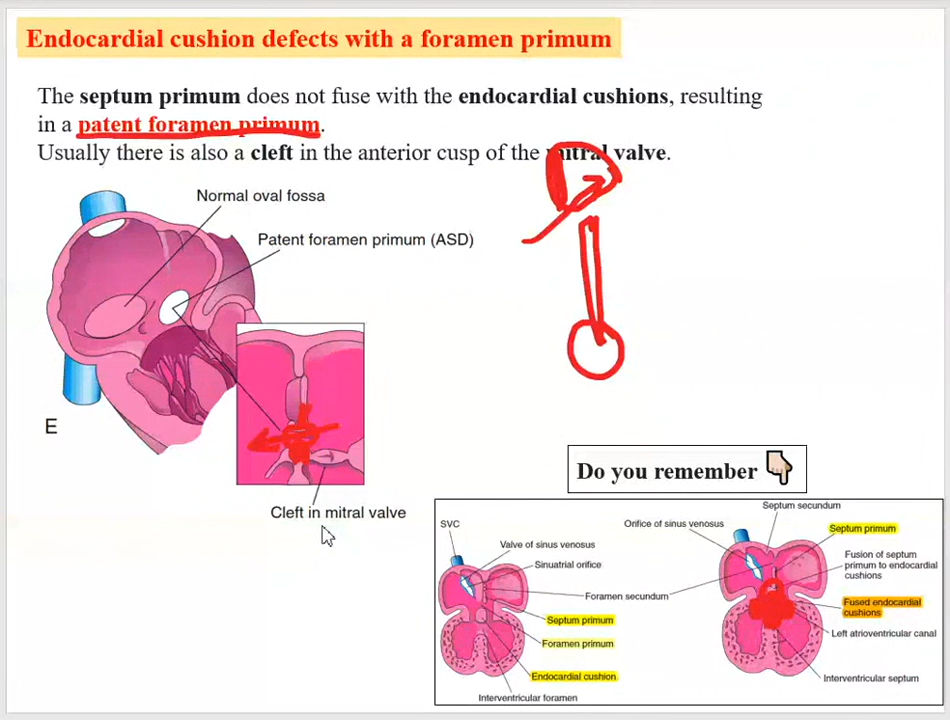 Endocardial cushion defects with a foramen primum
The septum primum does not fuse with the endocardial cushions, resulting
in a patent foramen primum.
Usually there is also a cleft in the anterior cusp of the mitral valve.
Normal oval fossa
Patent foramen primum (ASD)
E
Cleft in mitral valve
Do you remember
SVC
Valve of sinus venosus
Sinuatrial orifice
Foramen secundum
Septum primum
Foramen primum
Endocardial cushion
Interventricular foramen
Orifice of sinus venosus
Septum secundum
Septum primum
Fusion of septum
primum to endocardial
cushions
Fused endocardial
cushions
Left atrioventricular canal
Interventricular septum